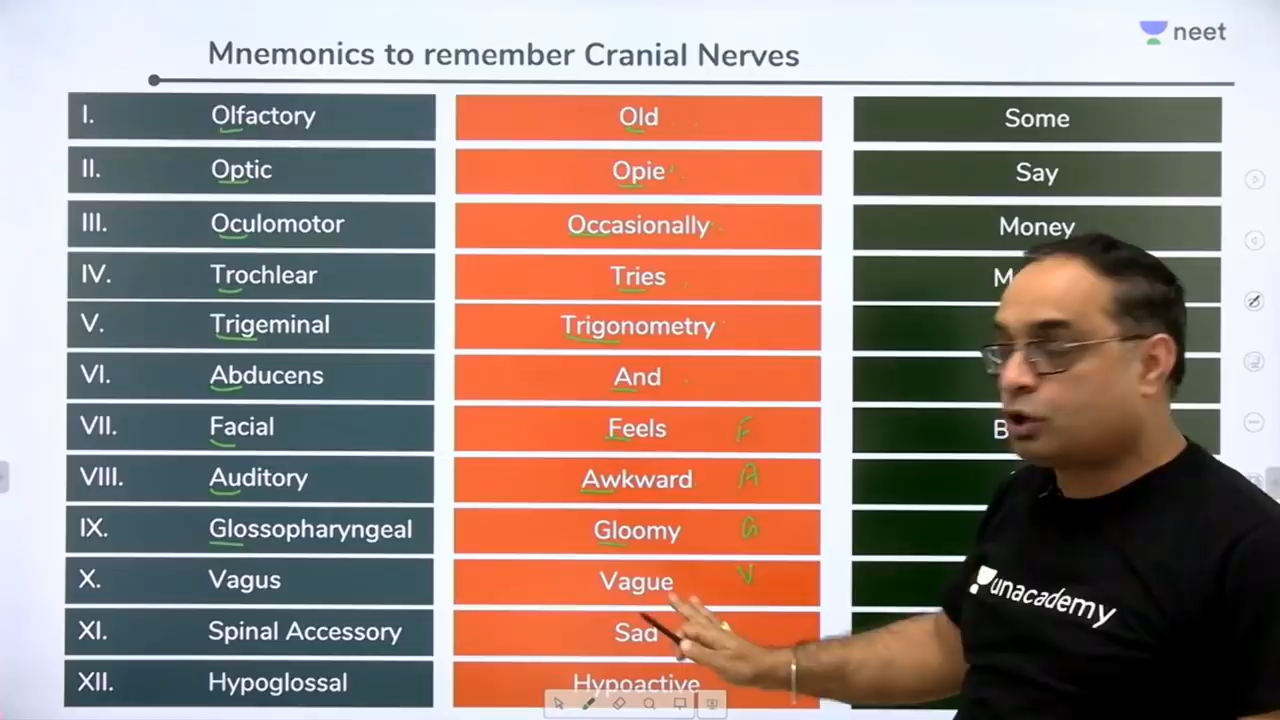 neet
Mnemonics to remember Cranial Nerves
I. Olfactory Old Some
II. Optic Opie Say
III. Oculomotor Occasionally Money
IV. Trochlear Tries
V. Trigeminal Trigonometry
VI. Abducens And
VII. Facial Feels F
VIII. Auditory Awkward A
IX. Glossopharyngeal Gloomy G
X. Vagus Vague V
XI. Spinal Accessory Sad
XII. Hypoglossal Hypoactive
unacademy